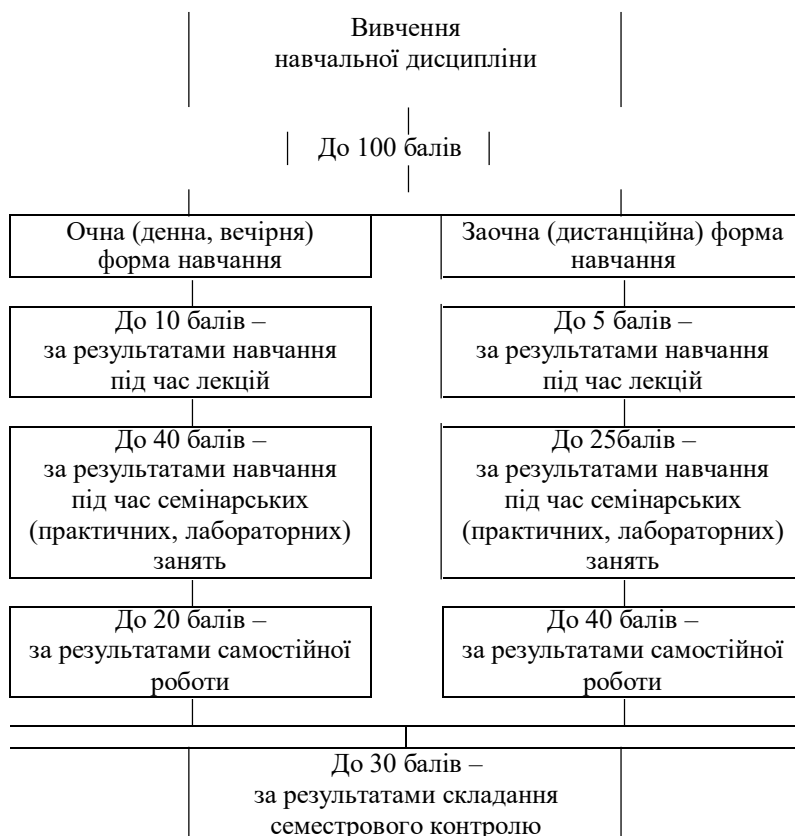 Вивчення
навчальної дисципліни
До 100 балів
Очна (денна, вечірня)
форма навчання
Заочна (дистанційна) форма
навчання
До 10 балів –
за результатами навчання
під час лекцій
До 5 балів –
за результатами навчання
під час лекцій
До 40 балів –
за результатами навчання
під час семінарських
(практичних, лабораторних)
занять
До 25балів –
за результатами навчання
під час семінарських
(практичних, лабораторних)
занять
До 20 балів –
за результатами самостійної
роботи
До 40 балів –
за результатами самостійної
роботи
До 30 балів –
за результатами складання
семестрового контролю